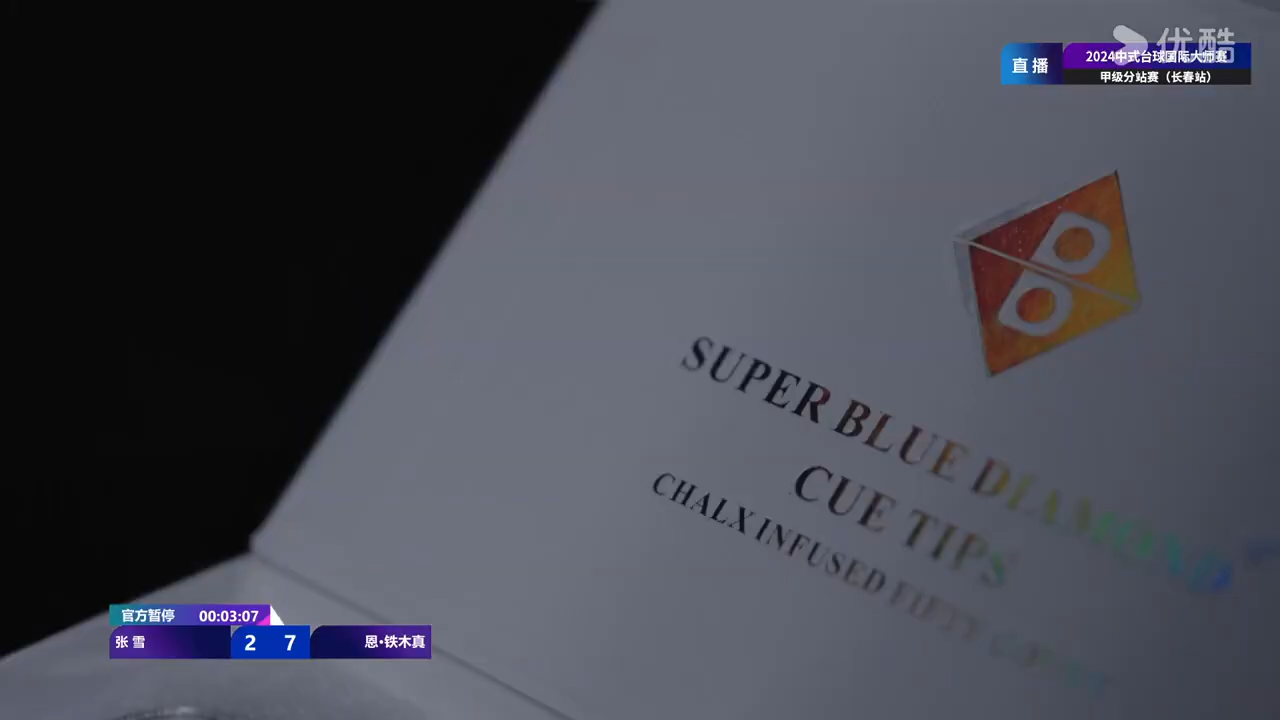 优酷
直播
2024中式台球国际大师赛
甲级分站赛（长春站）
SUPER BLUE DIAMOND
CUE TIPS
CHALX INFUSED FIFTY COUNT
官方暂停 00:03:07
张雪 2 7 恩·铁木真